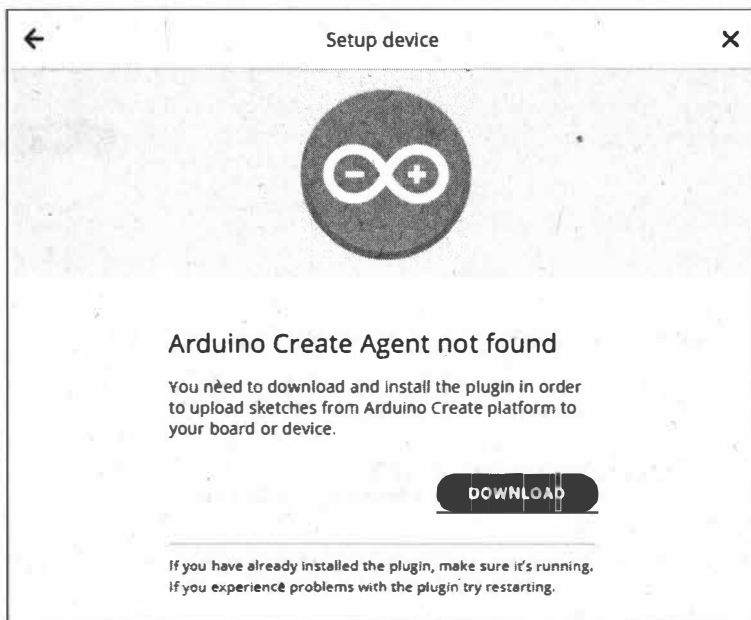 Setup device
Arduino Create Agent not found
You need to download and install the plugin in order
to upload sketches from Arduino Create platform to
your board or device.
DOWNLOAD
If you have already installed the plugin, make sure it's running.
If you experience problems with the plugin try restarting.